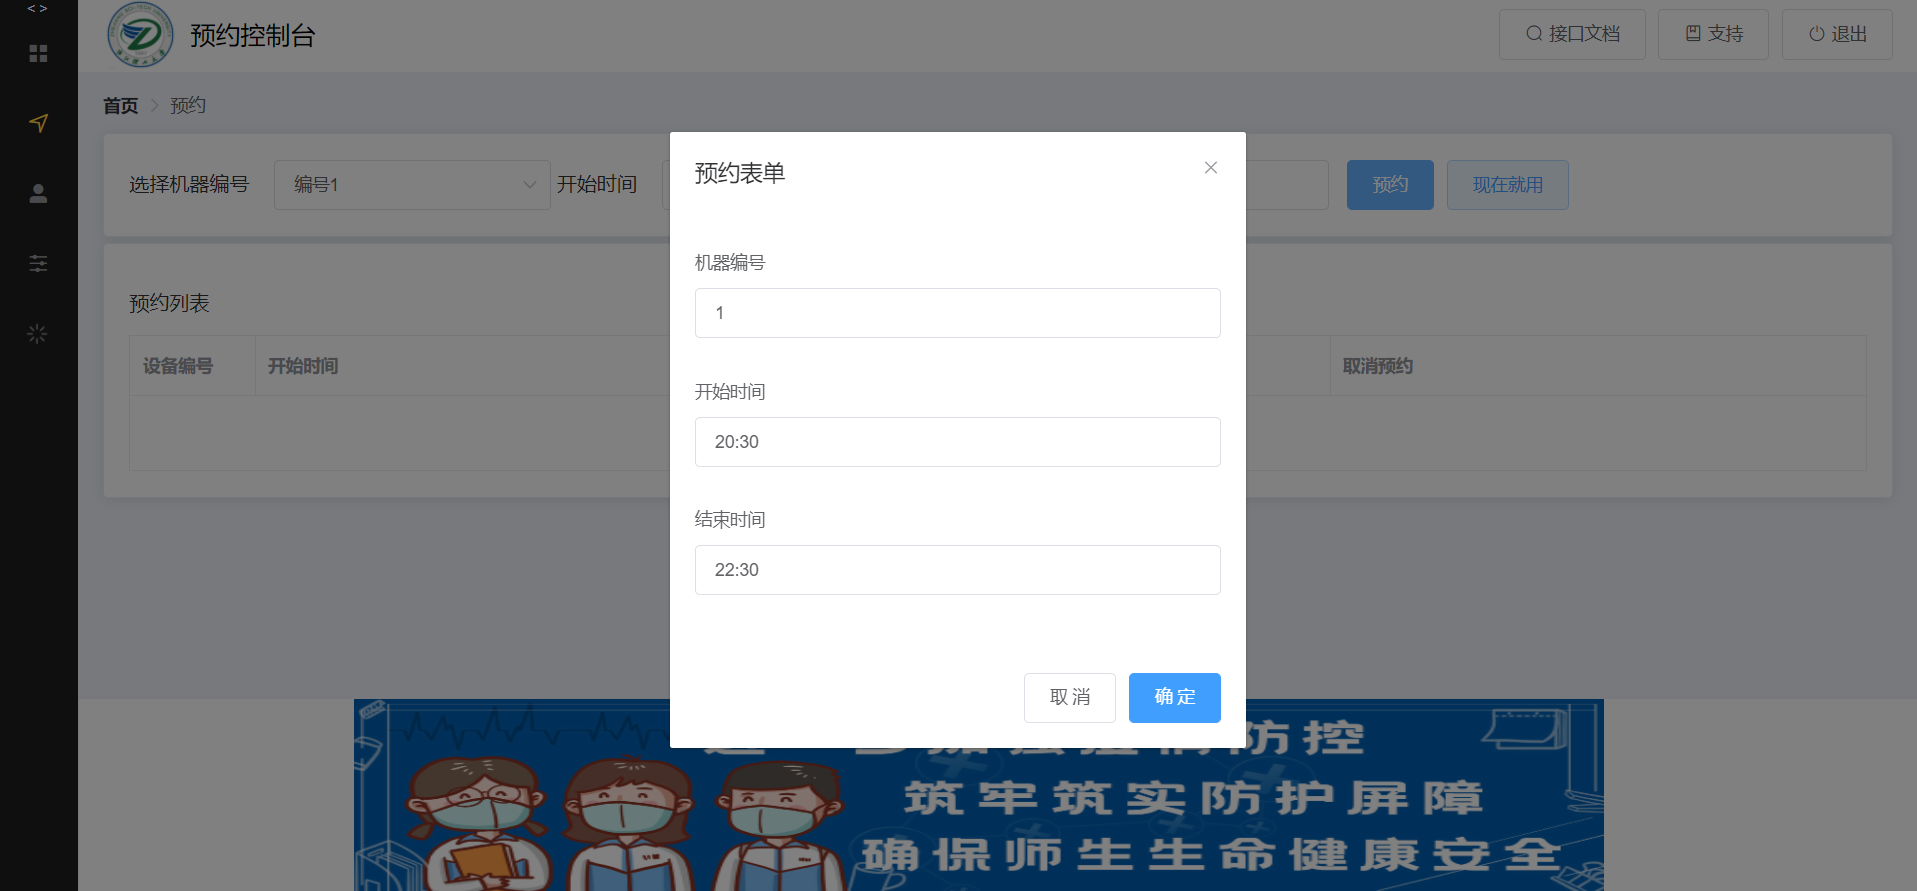 < >
预约控制台
接口文档
支持
退出
首页 > 预约
选择机器编号
编号1
开始时间
预约
现在就用
预约列表
设备编号
开始时间
取消预约
预约表单
机器编号
1
开始时间
20:30
结束时间
22:30
取 消
确 定
防控
筑牢筑实防护屏障
确保师生生命健康安全